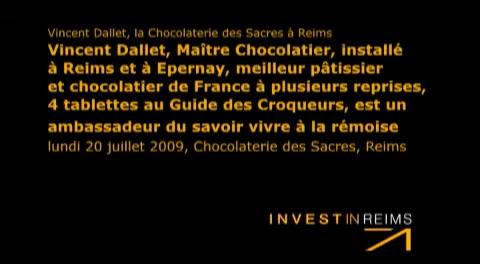 Vincent Dallet, la Chocolaterie des Sacres à Reims
Vincent Dallet, Maître Chocolatier, installé
à Reims et à Epernay, meilleur pâtissier
et chocolatier de France à plusieurs reprises,
4 tablettes au Guide des Croqueurs, est un
ambassadeur du savoir vivre à la rémoise
lundi 20 juillet 2009, Chocolaterie des Sacres, Reims
INVESTINREIMS